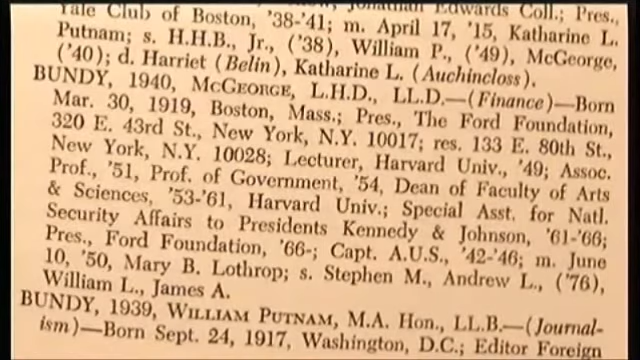 Jonathan Edwards Coll.; Pres.,
Yale Club of Boston, '38-'41; m. April 17, '15, Katharine L.
Putnam; s. H.H.B., Jr., ('38), William P., ('49), McGeorge,
('40); d. Harriet (Belin), Katharine L. (Auchincloss).
BUNDY, 1940, McGEORGE, L.H.D., LL.D.—(Finance)—Born
Mar. 30, 1919, Boston, Mass.; Pres., The Ford Foundation,
320 E. 43rd St., New York, N.Y. 10017; res. 133 E. 80th St.,
New York, N.Y. 10028; Lecturer, Harvard Univ., '49; Assoc.
Prof., '51, Prof. of Government, '54, Dean of Faculty of Arts
& Sciences, '53-'61, Harvard Univ.; Special Asst. for Natl.
Security Affairs to Presidents Kennedy & Johnson, '61-'66;
Pres., Ford Foundation, '66-; Capt. A.U.S., '42-'46; m. June
10, '50, Mary B. Lothrop; s. Stephen M., Andrew L., ('76),
William L., James A.
BUNDY, 1939, WILLIAM PUTNAM, M.A. Hon., LL.B.—(Journal-
ism)—Born Sept. 24, 1917, Washington, D.C.; Editor Foreign